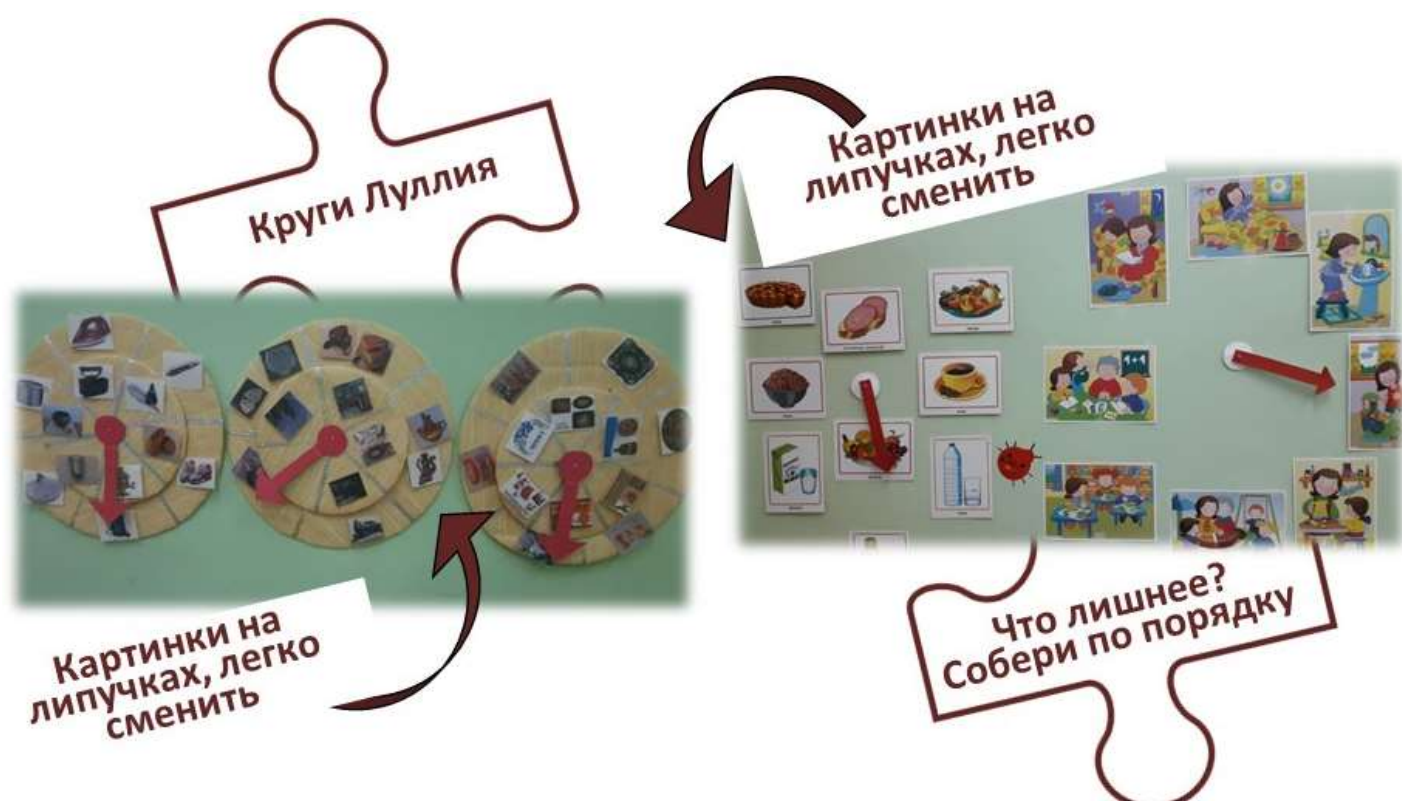 Круги Луллия
Картинки на
липучках, легко
сменить
Картинки на
липучках, легко
сменить
Что лишнее?
Собери по порядку